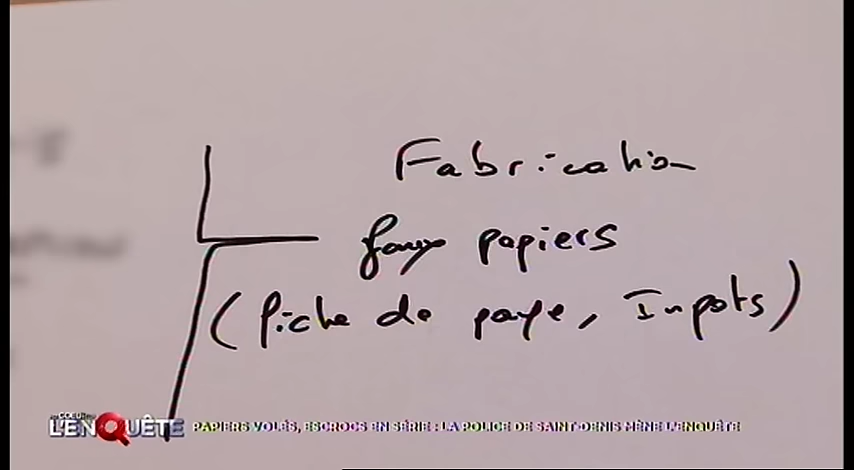 Fabrication
faux papiers
(fiche de paye, Impots)
AU COEUR DE
L'ENQUÊTE
PAPIERS VOLÉS, ESCROCS EN SÉRIE : LA POLICE DE SAINT-DENIS MÈNE L'ENQUÊTE